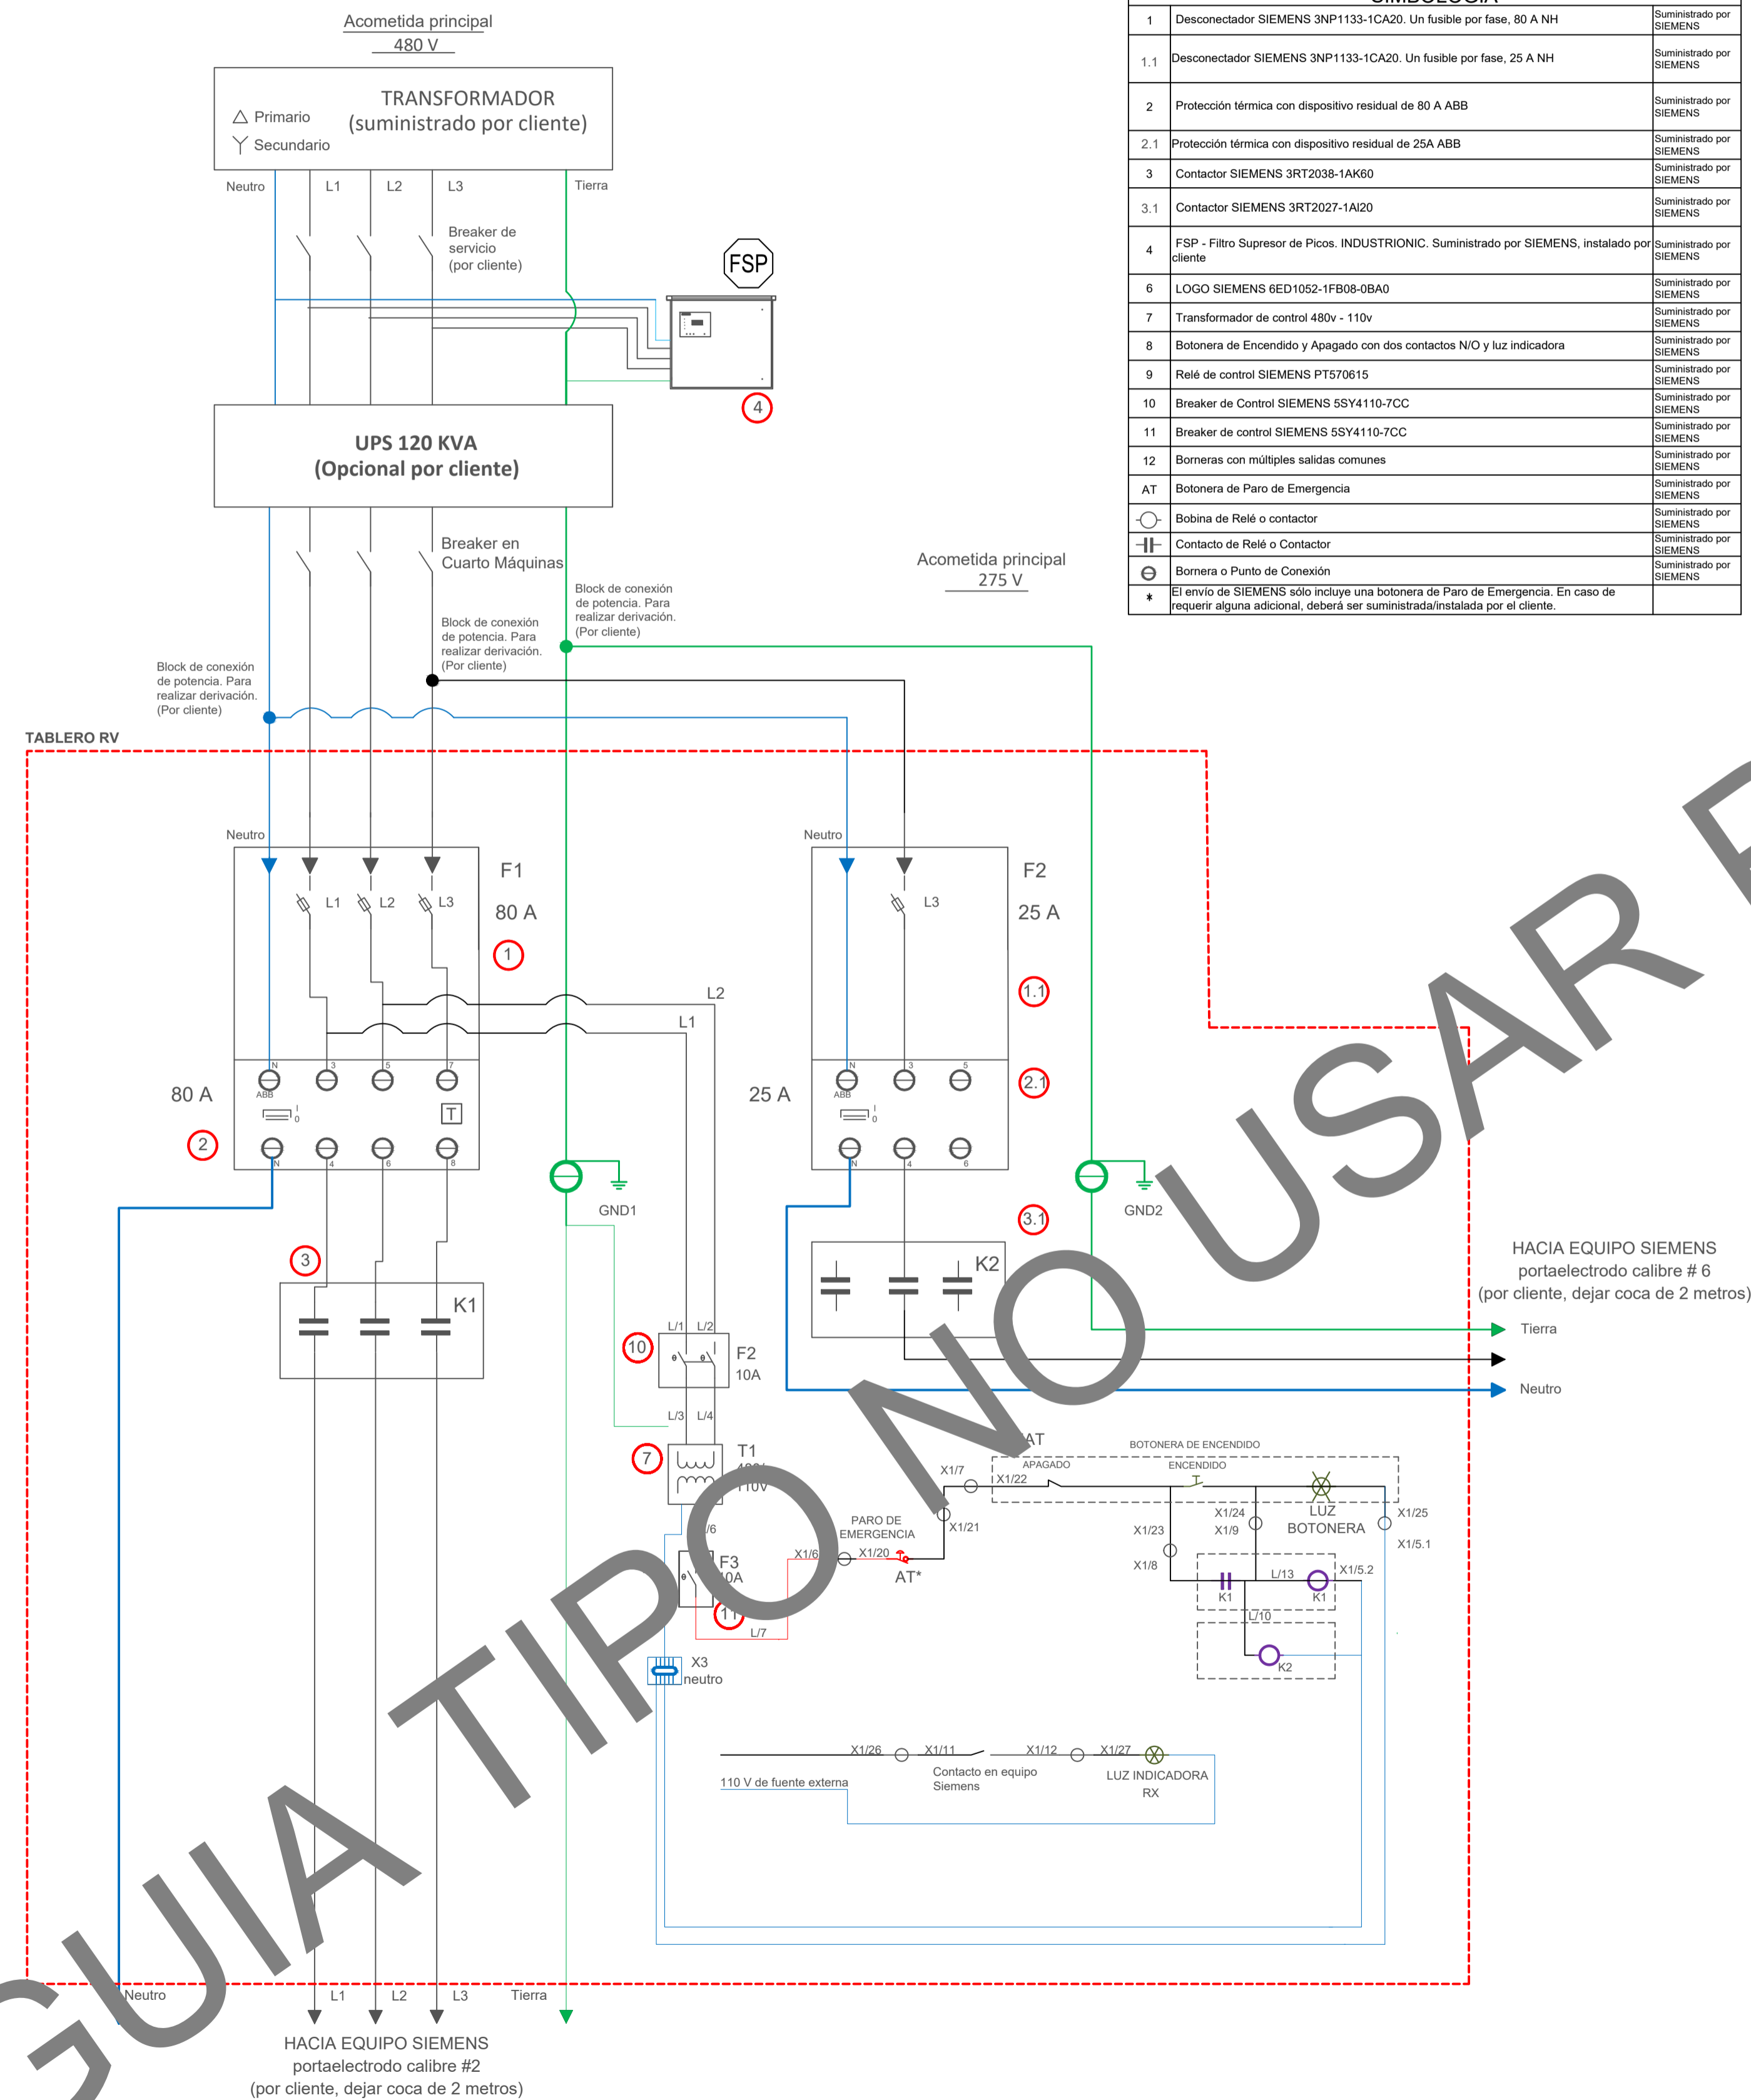 Acometida principal
480 V
TRANSFORMADOR
(suministrado por cliente)
Primario
Secundario
Neutro
L1
L2
L3
Tierra
Breaker de
servicio
(por cliente)
FSP
4
UPS 120 KVA
(Opcional por cliente)
Breaker en
Cuarto Máquinas
Block de conexión
de potencia. Para
realizar derivación.
(Por cliente)
Block de conexión
de potencia. Para
realizar derivación.
(Por cliente)
Block de conexión
de potencia. Para
realizar derivación.
(Por cliente)
Acometida principal
275 V
1 Desconectador SIEMENS 3NP1133-1CA20. Un fusible por fase, 80 A NH Suministrado por SIEMENS
1.1 Desconectador SIEMENS 3NP1133-1CA20. Un fusible por fase, 25 A NH Suministrado por SIEMENS
2 Protección térmica con dispositivo residual de 80 A ABB Suministrado por SIEMENS
2.1 Protección térmica con dispositivo residual de 25A ABB Suministrado por SIEMENS
3 Contactor SIEMENS 3RT2038-1AK60 Suministrado por SIEMENS
3.1 Contactor SIEMENS 3RT2027-1AI20 Suministrado por SIEMENS
4 FSP - Filtro Supresor de Picos. INDUSTRIONIC. Suministrado por SIEMENS, instalado por cliente Suministrado por SIEMENS
6 LOGO SIEMENS 6ED1052-1FB08-0BA0 Suministrado por SIEMENS
7 Transformador de control 480v - 110v Suministrado por SIEMENS
8 Botonera de Encendido y Apagado con dos contactos N/O y luz indicadora Suministrado por SIEMENS
9 Relé de control SIEMENS PT570615 Suministrado por SIEMENS
10 Breaker de Control SIEMENS 5SY4110-7CC Suministrado por SIEMENS
11 Breaker de control SIEMENS 5SY4110-7CC Suministrado por SIEMENS
12 Borneras con múltiples salidas comunes Suministrado por SIEMENS
AT Botonera de Paro de Emergencia Suministrado por SIEMENS
Bobina de Relé o contactor Suministrado por SIEMENS
Contacto de Relé o Contactor Suministrado por SIEMENS
Bornera o Punto de Conexión Suministrado por SIEMENS
* El envío de SIEMENS sólo incluye una botonera de Paro de Emergencia. En caso de
requerir alguna adicional, deberá ser suministrada/instalada por el cliente.
TABLERO RV
Neutro
L1
L2
L3
F1
80 A
1
L2
L1
80 A
2
N 3 5 7
ABB
I
0
T
N 4 6 8
3
K1
GND1
Neutro
L3
F2
25 A
1.1
2.1
25 A
N 3 5
ABB
I
0
N 4 6
3.1
K2
GND2
HACIA EQUIPO SIEMENS
portaelectrodo calibre # 6
(por cliente, dejar coca de 2 metros)
Tierra
Neutro
L/1 L/2
10
F2
10A
L/3 L/4
7
T1
110V
F3
11
L/7
X3
neutro
X1/6
X1/20
PARO DE
EMERGENCIA
AT*
X1/7
X1/21
X1/22
AT
BOTONERA DE ENCENDIDO
APAGADO
ENCENDIDO
LUZ
BOTONERA
X1/23
X1/8
X1/24
X1/9
X1/25
X1/5.1
X1/5.2
K1
L/13
K1
L/10
K2
X1/26
X1/11
X1/12
X1/27
Contacto en equipo
Siemens
110 V de fuente externa
LUZ INDICADORA
RX
Neutro
L1
L2
L3
Tierra
HACIA EQUIPO SIEMENS
portaelectrodo calibre #2
(por cliente, dejar coca de 2 metros)
GUIA TIPO NO USAR